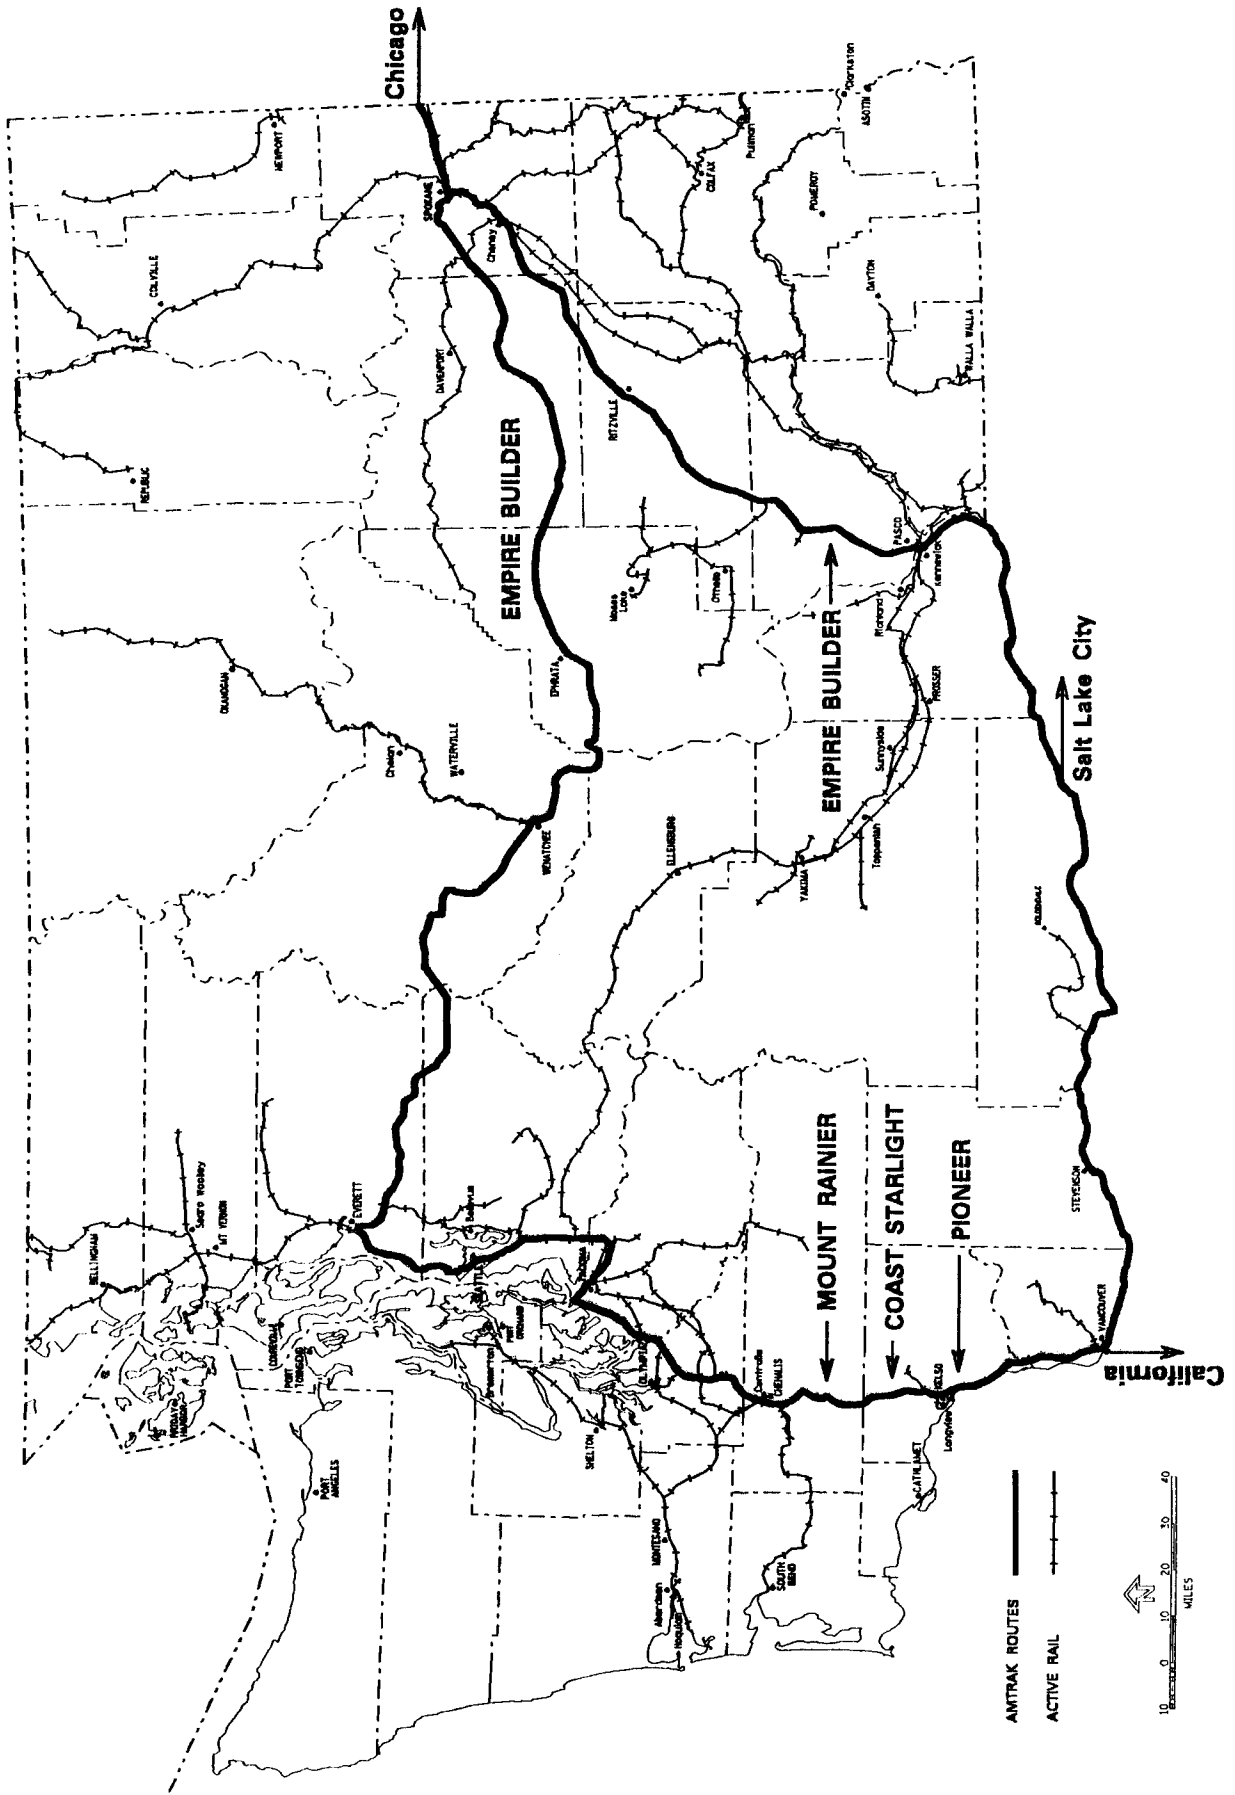 BELLINGHAM
Sedro Wooley
MT VERNON
FRIDAY
HARBOR
COUPEVILLE
PORT
TOWNSEND
PORT
ANGELES
EVERETT
Bellevue
PORT
ORCHARD
Bremerton
SHELTON
TACOMA
OLYMPIA
MONTESANO
Aberdeen
Hoquiam
SOUTH
BEND
Centralia
CHEHALIS
CATHLAMET
Longview
KELSO
VANCOUVER
STEVENSON
GOLDENDALE
OKANOGAN
Chelan
WATERVILLE
WENATCHEE
EPHRATA
ELLENSBURG
YAKIMA
Toppenish
Sunnyside
PROSSER
Richland
Kennewick
PASCO
Moses
Lake
Othello
RITZVILLE
REPUBLIC
COLVILLE
NEWPORT
DAVENPORT
SPOKANE
Cheney
COLFAX
Pullman
POMEROY
DAYTON
WALLA WALLA
Clarkston
ASOTIN
EMPIRE BUILDER
EMPIRE BUILDER
MOUNT RAINIER
COAST STARLIGHT
PIONEER
Chicago
Salt Lake City
California
AMTRAK ROUTES
ACTIVE RAIL
N
10 0 10 20 30 40
MILES